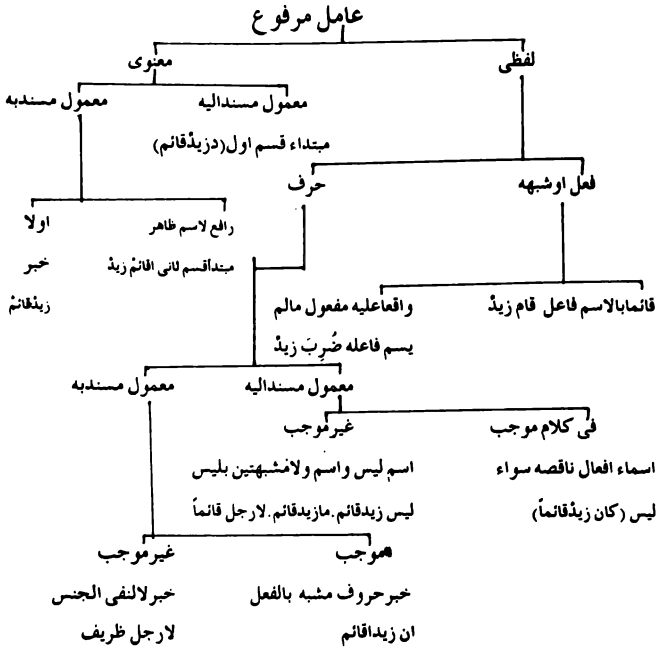 عامل مرفوع
لفظی
معنوی
معمول مسندالیه
معمول مسندبه
مبتداء قسم اول (دزیدٌقائم)
فعل اوشبهه
حرف
رافع لاسم ظاهر
اولا
مبتدأقسم ثانی اقائمٌ زیدٌ
خبر
زیدٌقائمٌ
قائمابالاسم فاعل قام زیدٌ
واقعاعلیه مفعول مالم
یسم فاعله ضُرِبَ زیدٌ
معمول مسندالیه
معمول مسندبه
فی کلام موجب
غیرموجب
اسماء افعال ناقصه سواء
اسم لیس واسم ولامشبهتین بلیس
لیس (کان زیدٌقائماً)
لیس زیدقائم.مازیدقائم.لارجل قائماً
موجب
غیرموجب
خبرحروف مشبه بالفعل
خبرلالنفی الجنس
ان زیداقائم
لارجل ظریف